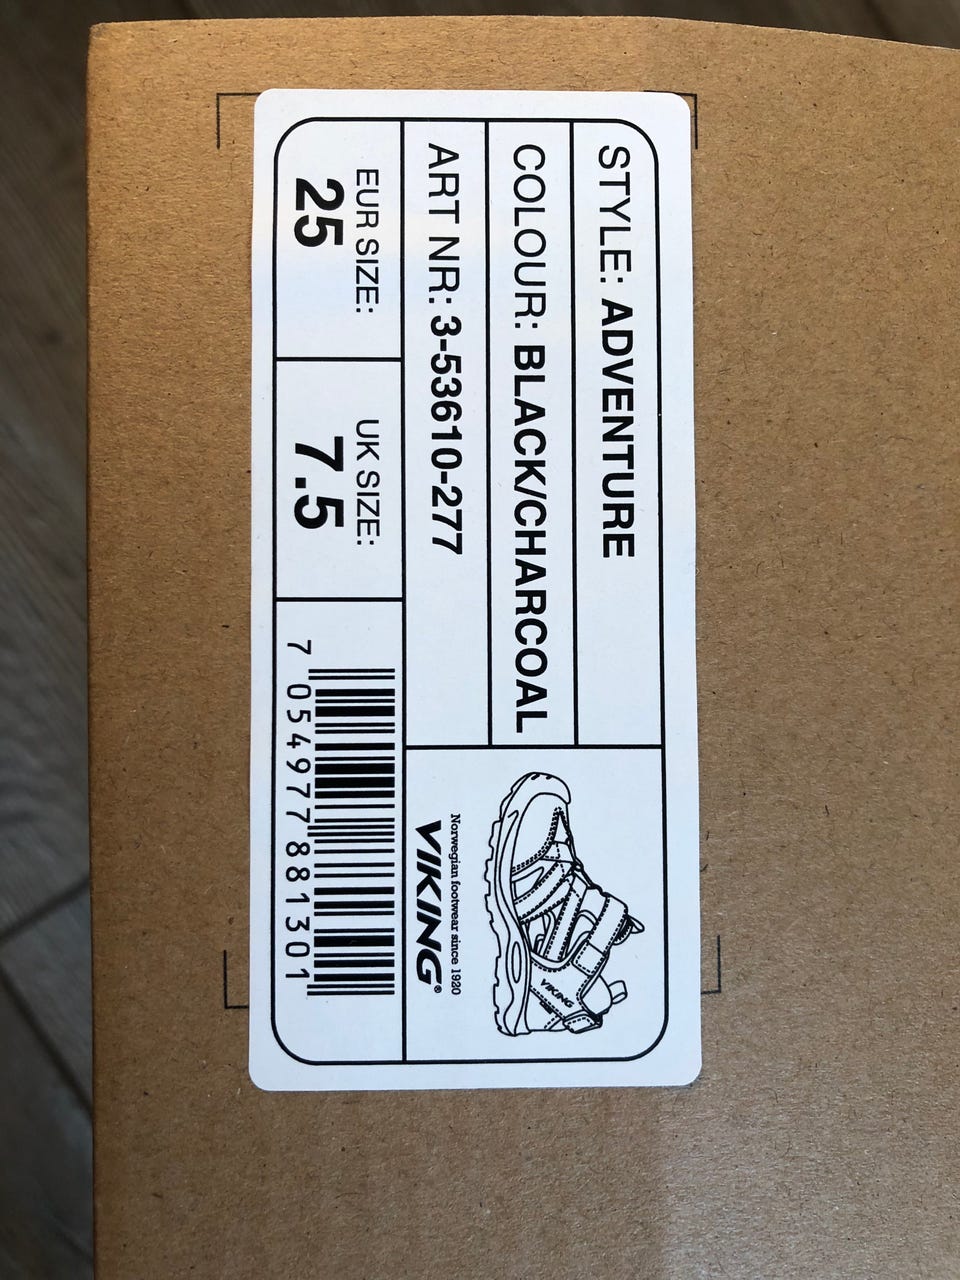 STYLE: ADVENTURE
COLOUR: BLACK/CHARCOAL
ART NR: 3-53610-277
EUR SIZE:
25
UK SIZE:
7.5
7 054977 881301
VIKING
VIKING®
Norwegian footwear since 1920